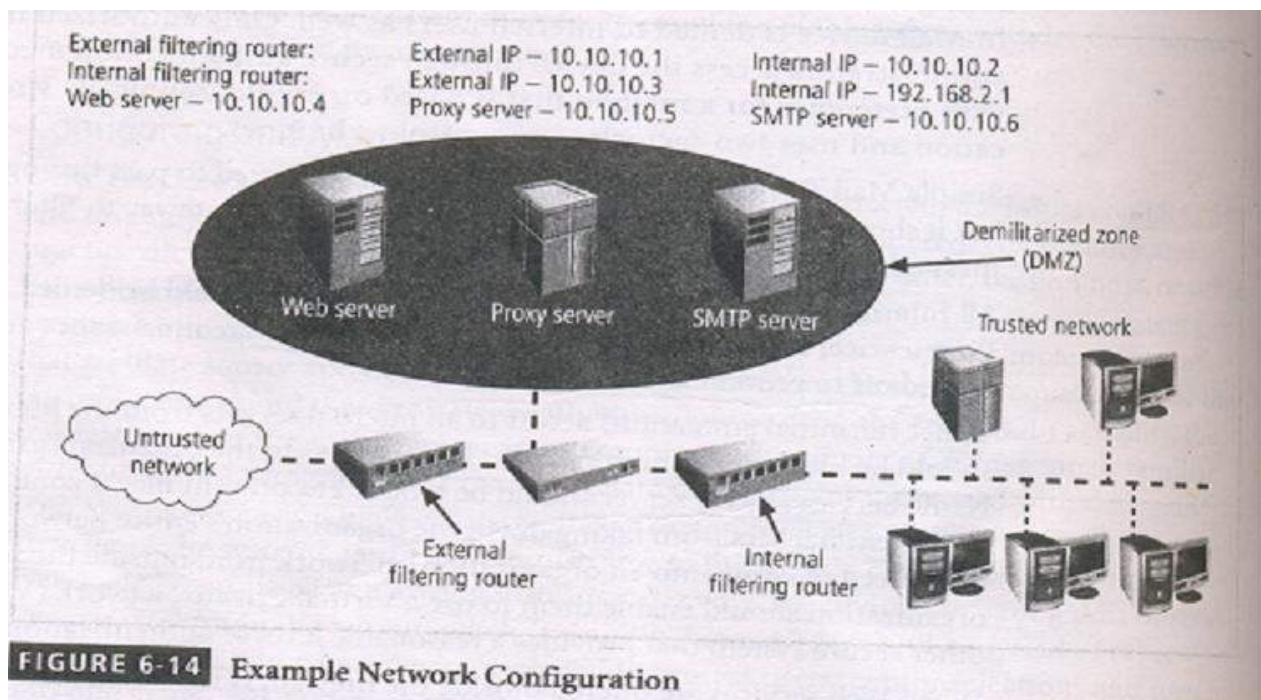 External filtering router: External IP – 10.10.10.1 Internal IP – 10.10.10.2
Internal filtering router: External IP – 10.10.10.3 Internal IP – 192.168.2.1
Web server – 10.10.10.4 Proxy server – 10.10.10.5 SMTP server – 10.10.10.6
Demilitarized zone
(DMZ)
Web server
Proxy server
SMTP server
Trusted network
Untrusted
network
External
filtering router
Internal
filtering router
FIGURE 6-14 Example Network Configuration